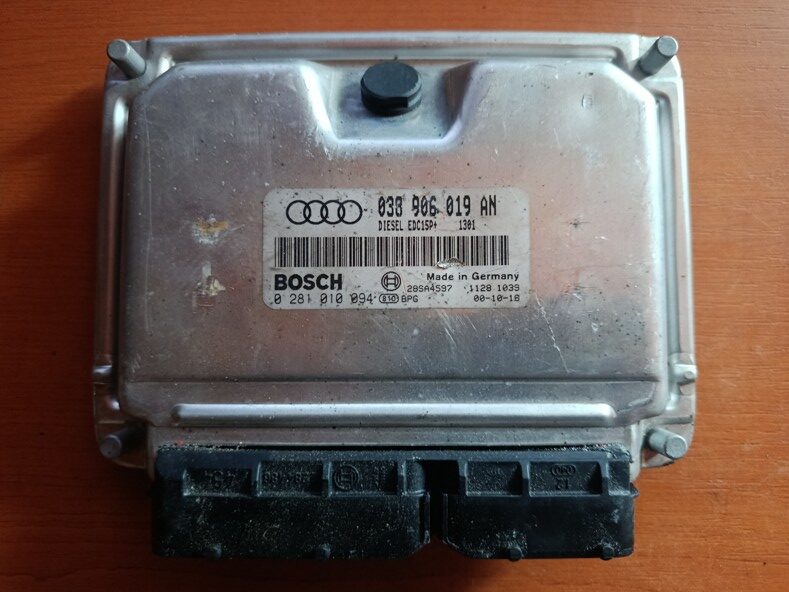 038 906 019 AN
DIESEL EDC15P+ 1301
BOSCH Made in Germany
28SA4597 1128 1039
0 281 010 094 BPG 00-10-18